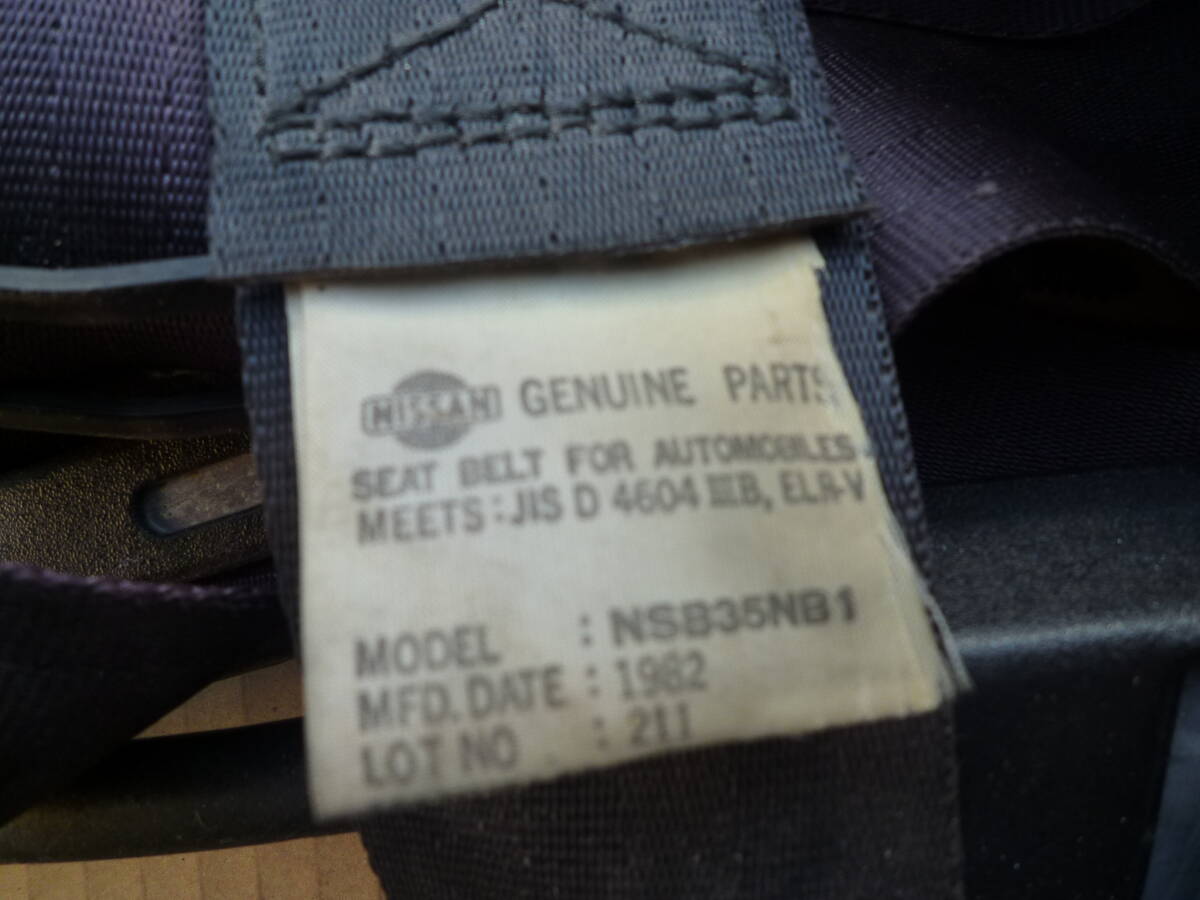 NISSAN GENUINE PARTS
SEAT BELT FOR AUTOMOBILES
MEETS : JIS D 4604 ⅢB, ELR-V
MODEL : NSB35NB1
MFD. DATE : 1982
LOT NO : 211